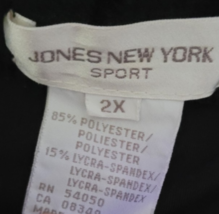 JONES NEW YORK
SPORT
2X
85% POLYESTER/
POLIESTER/
POLYESTER
15% LYCRA-SPANDEX/
LYCRA-SPANDEX/
LYCRA-SPANDEX
RN 54050
CA 08340